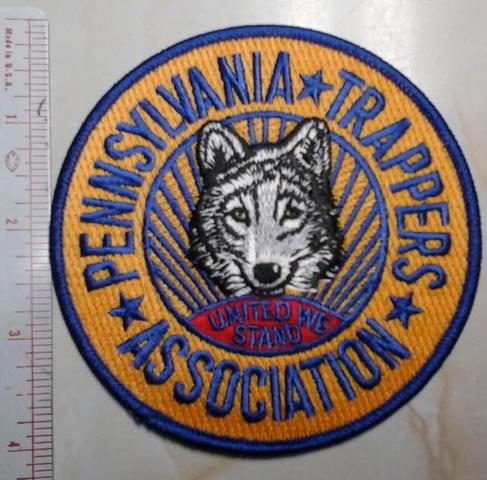 PENNSYLVANIA ★ TRAPPERS ★
ASSOCIATION ★
UNITED WE
STAND
Made in U.S.A.
1
2
3
4